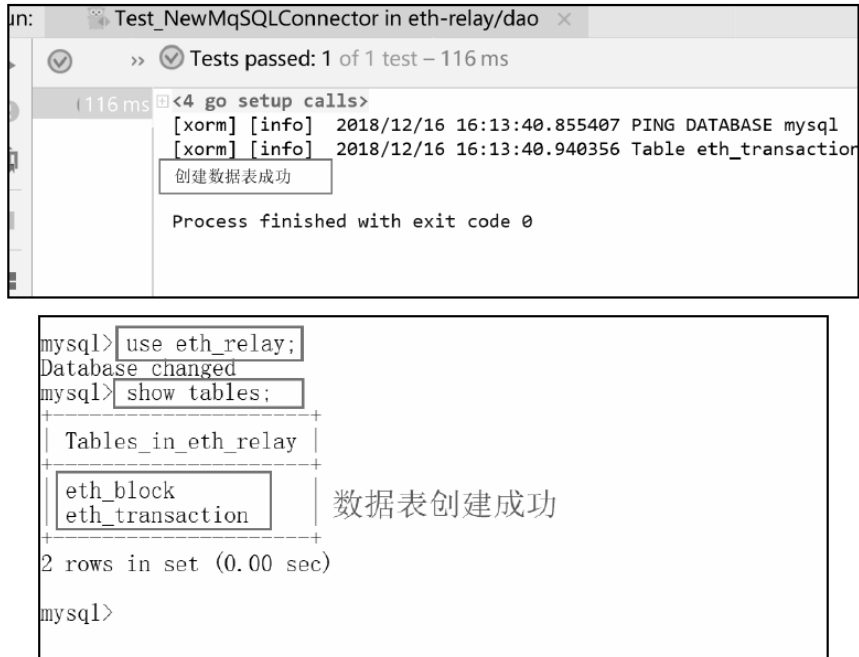 un:
Test_NewMqSQLConnector in eth-relay/dao ×
» Tests passed: 1 of 1 test – 116 ms
116 ms
<4 go setup calls>
[xorm] [info]  2018/12/16 16:13:40.855407 PING DATABASE mysql
[xorm] [info]  2018/12/16 16:13:40.940356 Table eth_transaction
创建数据表成功
Process finished with exit code 0
mysql> use eth_relay;
Database changed
mysql> show tables;
+----------------------+
| Tables_in_eth_relay |
+----------------------+
| eth_block
| eth_transaction |
数据表创建成功
+----------------------+
2 rows in set (0.00 sec)
mysql>